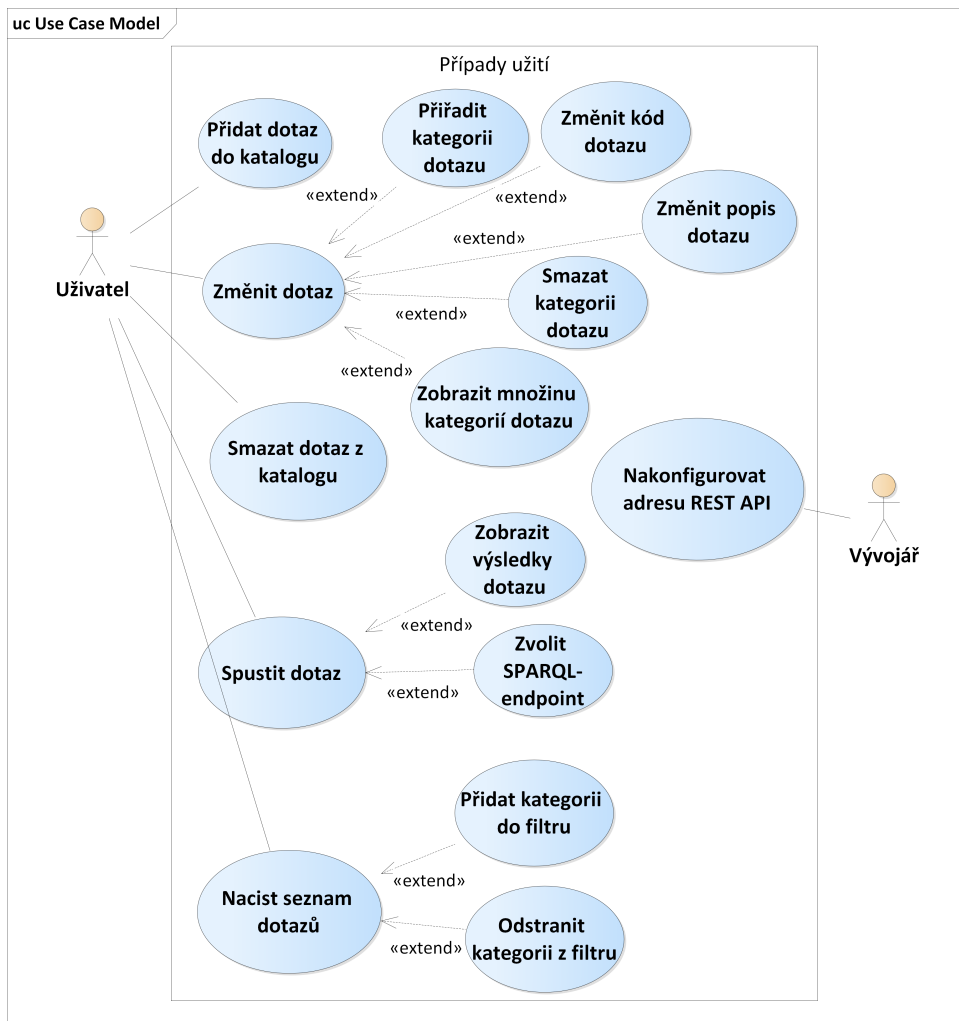 uc Use Case Model
Případy užití
Přidat dotaz
do katalogu
Přiřadit
kategorii
dotazu
Změnit kód
dotazu
«extend»
«extend»
Změnit popis
dotazu
«extend»
Uživatel
Změnit dotaz
Smazat
kategorii
dotazu
«extend»
«extend»
Zobrazit množinu
kategorií dotazu
Smazat dotaz z
katalogu
Nakonfigurovat
adresu REST API
Vývojář
Zobrazit
výsledky
dotazu
«extend»
Spustit dotaz
Zvolit
SPARQL-
endpoint
«extend»
Přidat kategorii
do filtru
«extend»
Nacist seznam
dotazů
Odstranit
kategorii z filtru
«extend»